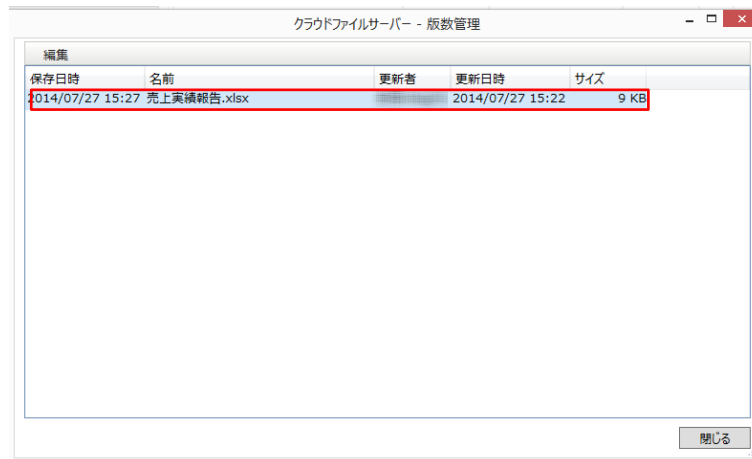 クラウドファイルサーバー - 版数管理
編集
保存日時 名前 更新者 更新日時 サイズ
2014/07/27 15:27 売上実績報告.xlsx 2014/07/27 15:22 9 KB
閉じる